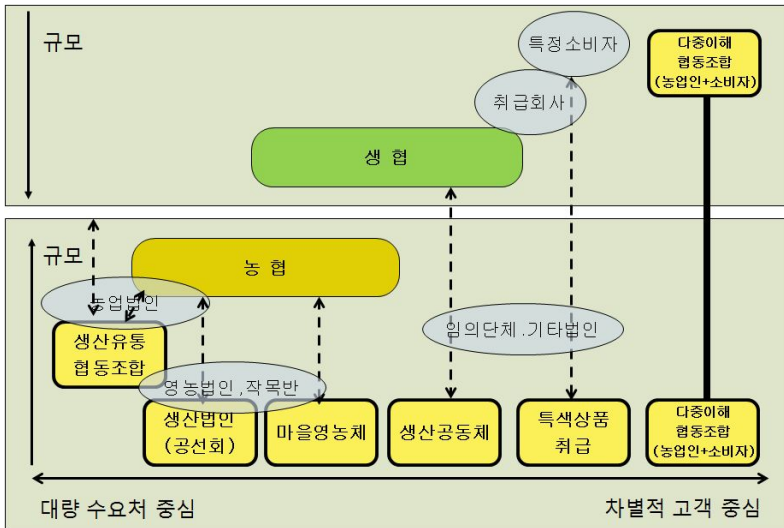 규모
특정소비자
취급회사
다중이해
협동조합
(농업인+소비자)
생 협
규모
농 협
농업법인
생산유통
협동조합
임의단체.기타법인
영농법인,작목반
생산법인
(공선회)
마을영농체
생산공동체
특색상품
취급
다중이해
협동조합
(농업인+소비자)
대량 수요처 중심
차별적 고객 중심